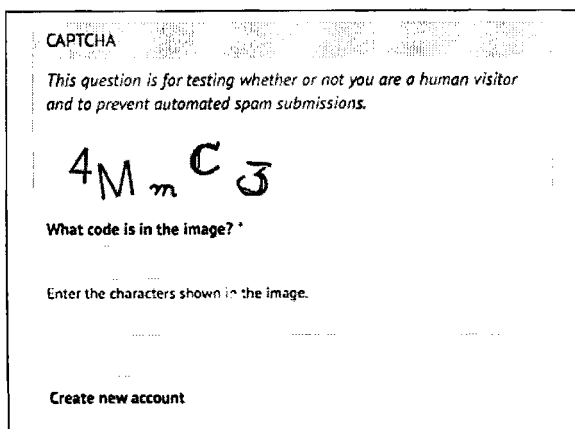 CAPTCHA
This question is for testing whether or not you are a human visitor
and to prevent automated spam submissions.
4MmC3
What code is in the image? *
Enter the characters shown in the image.
Create new account